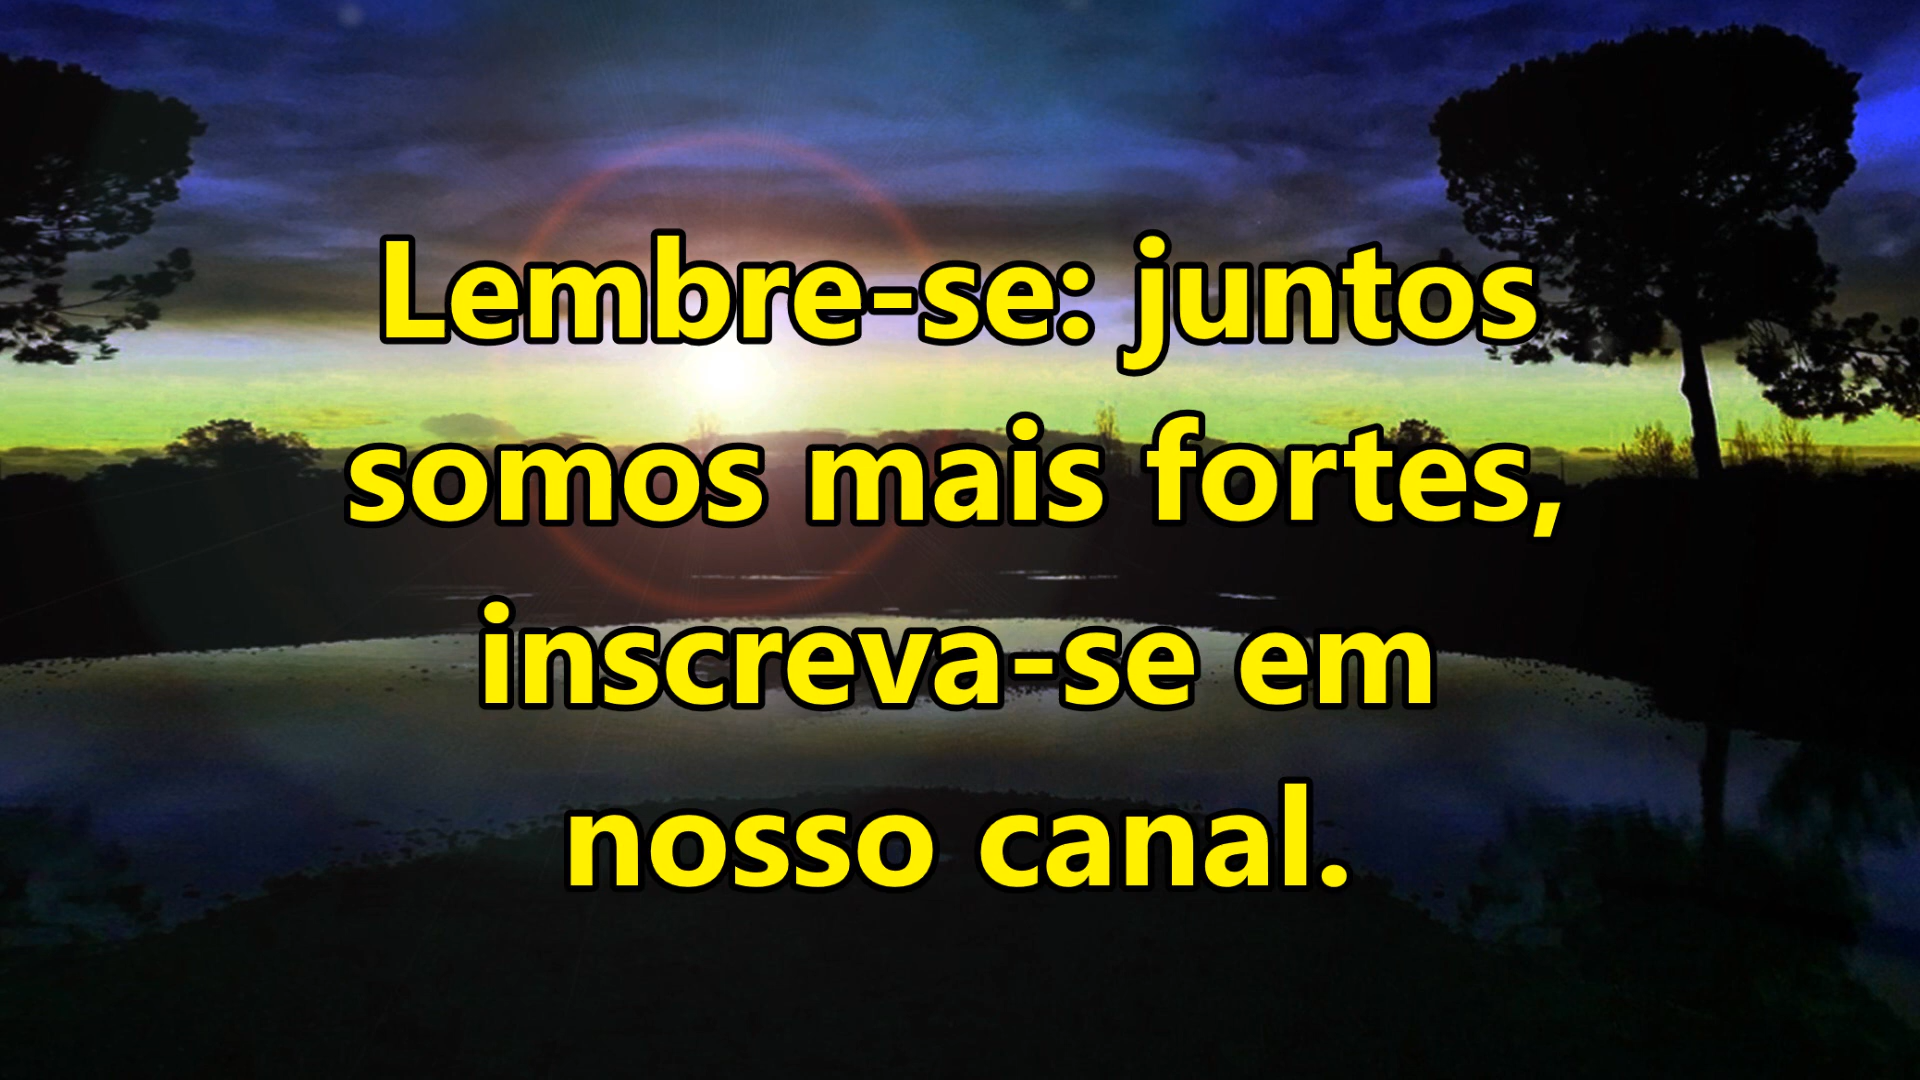 Lembre-se: juntos
somos mais fortes,
inscreva-se em
nosso canal.